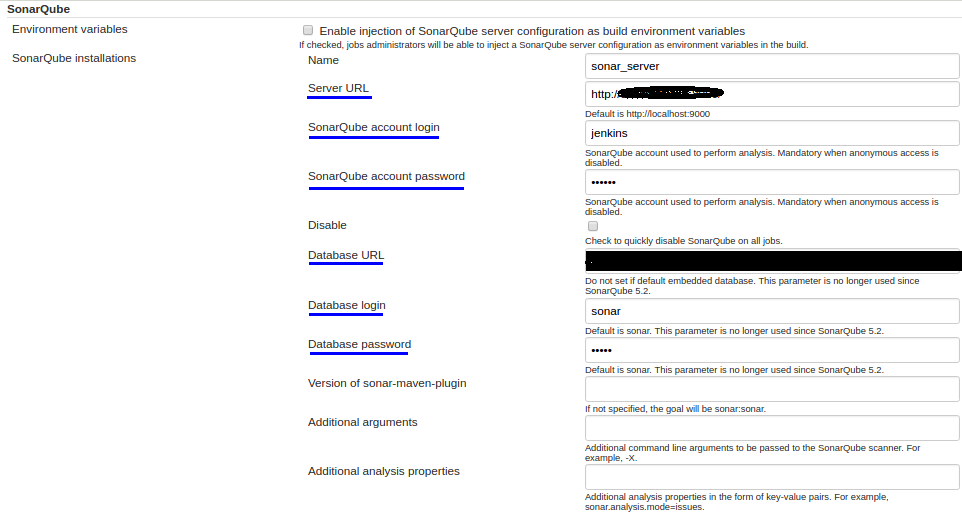 SonarQube
Environment variables
Enable injection of SonarQube server configuration as build environment variables
If checked, jobs administrators will be able to inject a SonarQube server configuration as environment variables in the build.
SonarQube installations
Name
sonar_server
Server URL
http:/
Default is http://localhost:9000
SonarQube account login
jenkins
SonarQube account used to perform analysis. Mandatory when anonymous access is
disabled.
SonarQube account password
••••••
SonarQube account used to perform analysis. Mandatory when anonymous access is
disabled.
Disable
Check to quickly disable SonarQube on all jobs.
Database URL
Do not set if default embedded database. This parameter is no longer used since
SonarQube 5.2.
Database login
sonar
Default is sonar. This parameter is no longer used since SonarQube 5.2.
Database password
•••••
Default is sonar. This parameter is no longer used since SonarQube 5.2.
Version of sonar-maven-plugin
If not specified, the goal will be sonar:sonar.
Additional arguments
Additional command line arguments to be passed to the SonarQube scanner. For
example, -X.
Additional analysis properties
Additional analysis properties in the form of key-value pairs. For example,
sonar.analysis.mode=issues.